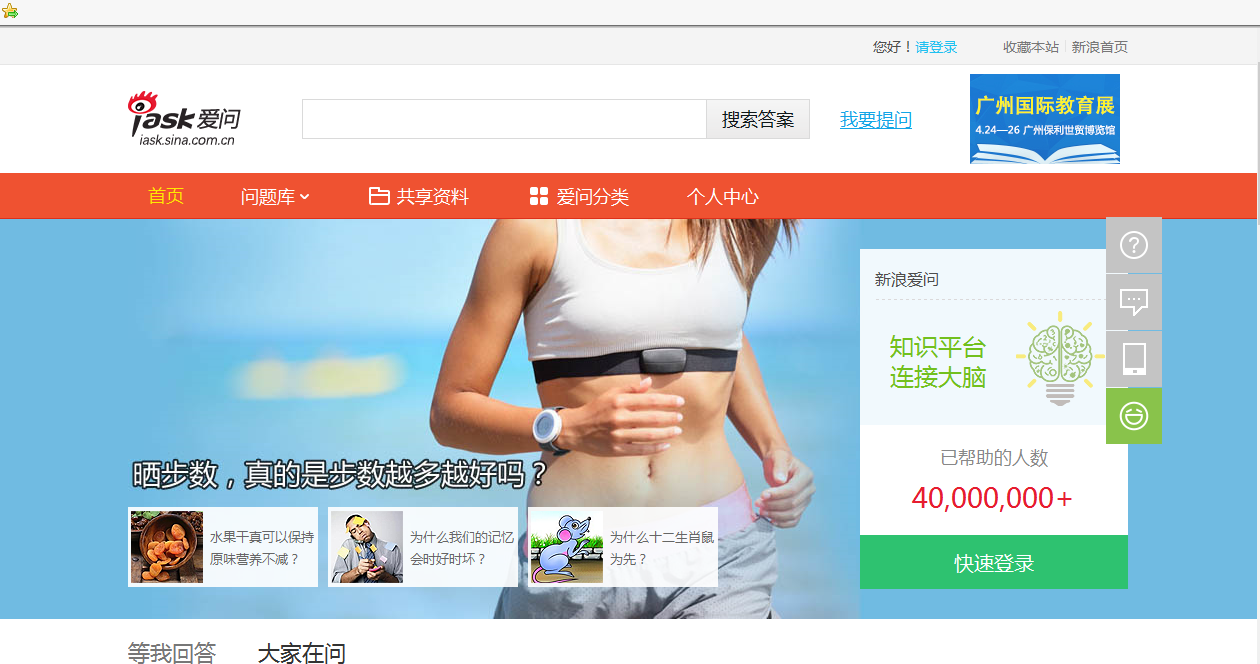 您好！请登录
收藏本站
新浪首页
iask 爱问
iask.sina.com.cn
搜索答案
我要提问
广州国际教育展
4.24—26 广州保利世贸博览馆
首页
问题库
共享资料
爱问分类
个人中心
新浪爱问
知识平台
连接大脑
已帮助的人数
40,000,000+
快速登录
晒步数，真的是步数越多越好吗？
水果干真可以保持
原味营养不减？
为什么我们的记忆
会时好时坏？
为什么十二生肖鼠
为先？
等我回答
大家在问